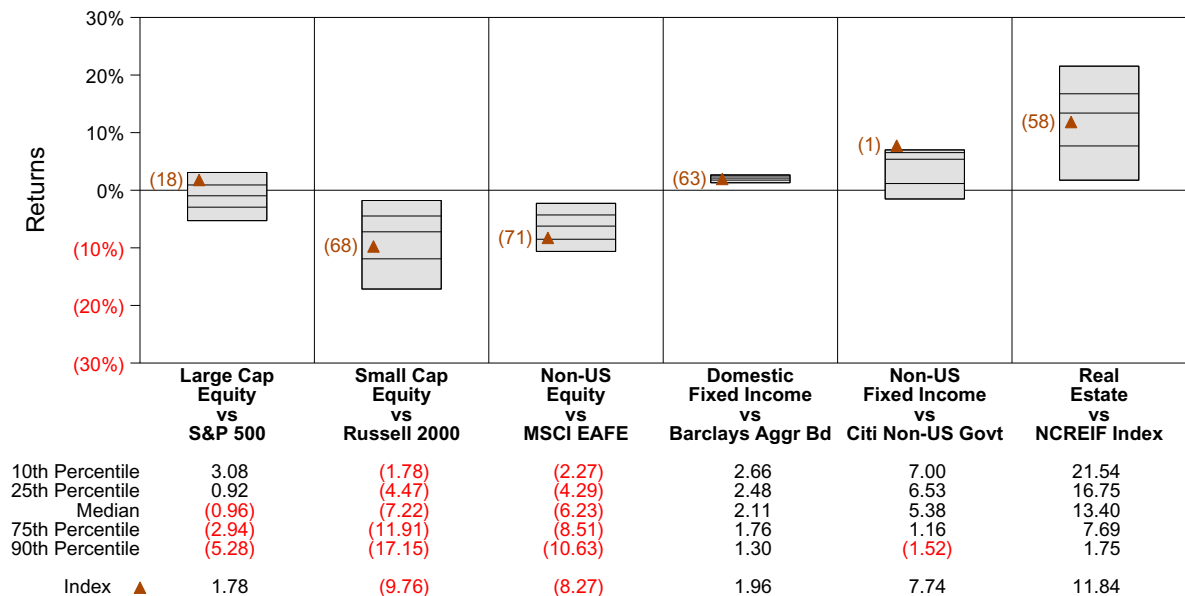 30%
20%
10%
0%
(10%)
(20%)
(30%)
Returns
(18)
(68)
(71)
(63)
(1)
(58)
Large Cap Small Cap Non-US Domestic Non-US Real
Equity Equity Equity Fixed Income Fixed Income Estate
vs vs vs vs vs vs
S&P 500 Russell 2000 MSCI EAFE Barclays Aggr Bd Citi Non-US Govt NCREIF Index
10th Percentile 3.08 (1.78) (2.27) 2.66 7.00 21.54
25th Percentile 0.92 (4.47) (4.29) 2.48 6.53 16.75
Median (0.96) (7.22) (6.23) 2.11 5.38 13.40
75th Percentile (2.94) (11.91) (8.51) 1.76 1.16 7.69
90th Percentile (5.28) (17.15) (10.63) 1.30 (1.52) 1.75
Index 1.78 (9.76) (8.27) 1.96 7.74 11.84